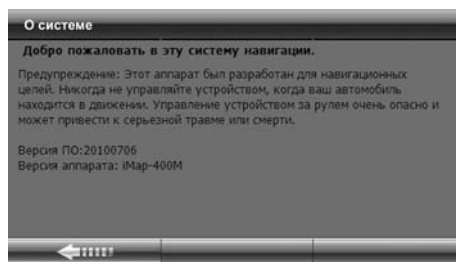 О системе
Добро пожаловать в эту систему навигации.
Предупреждение: Этот аппарат был разработан для навигационных
целей. Никогда не управляйте устройством, когда ваш автомобиль
находится в движении. Управление устройством за рулем очень опасно и
может привести к серьезной травме или смерти.
Версия ПО:20100706
Версия аппарата: iMap-400M